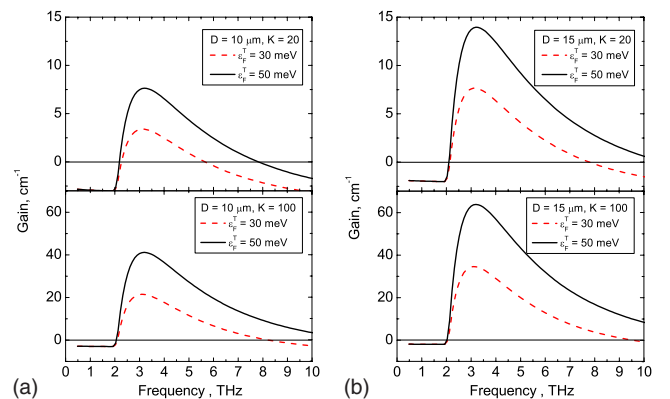 15
10
5
0
D = 10 μm, K = 20
ε_F^T = 30 meV
ε_F^T = 50 meV
60
40
20
0
D = 10 μm, K = 100
ε_F^T = 30 meV
ε_F^T = 50 meV
0 1 2 3 4 5 6 7 8 9 10
Gain, cm⁻¹
Frequency , THz
(a)
15
10
5
0
D = 15 μm, K = 20
ε_F^T = 30 meV
ε_F^T = 50 meV
60
40
20
0
D = 15 μm, K = 100
ε_F^T = 30 meV
ε_F^T = 50 meV
0 1 2 3 4 5 6 7 8 9 10
Gain, cm⁻¹
Frequency , THz
(b)